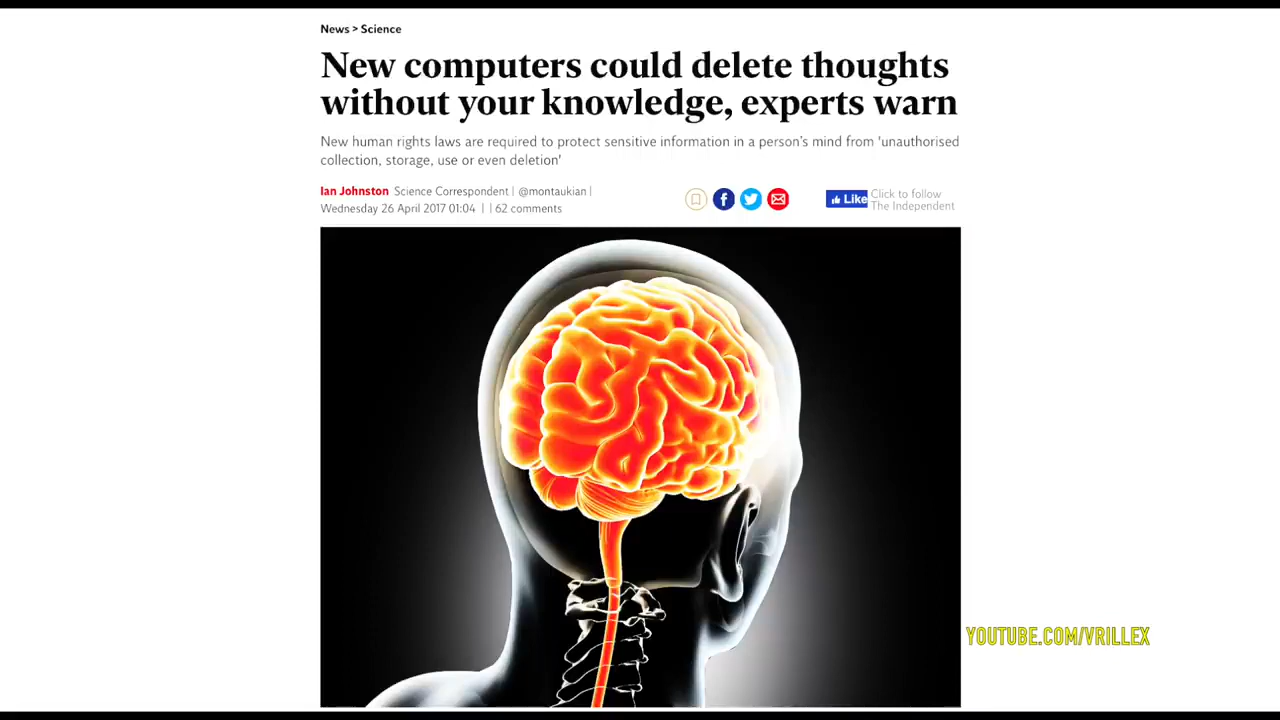 News > Science
New computers could delete thoughts
without your knowledge, experts warn
New human rights laws are required to protect sensitive information in a person's mind from 'unauthorised
collection, storage, use or even deletion'
Ian Johnston Science Correspondent | @montaukian |
Wednesday 26 April 2017 01:04 | | 62 comments
Like
Click to follow
The Independent
YOUTUBE.COM/VRILLEX